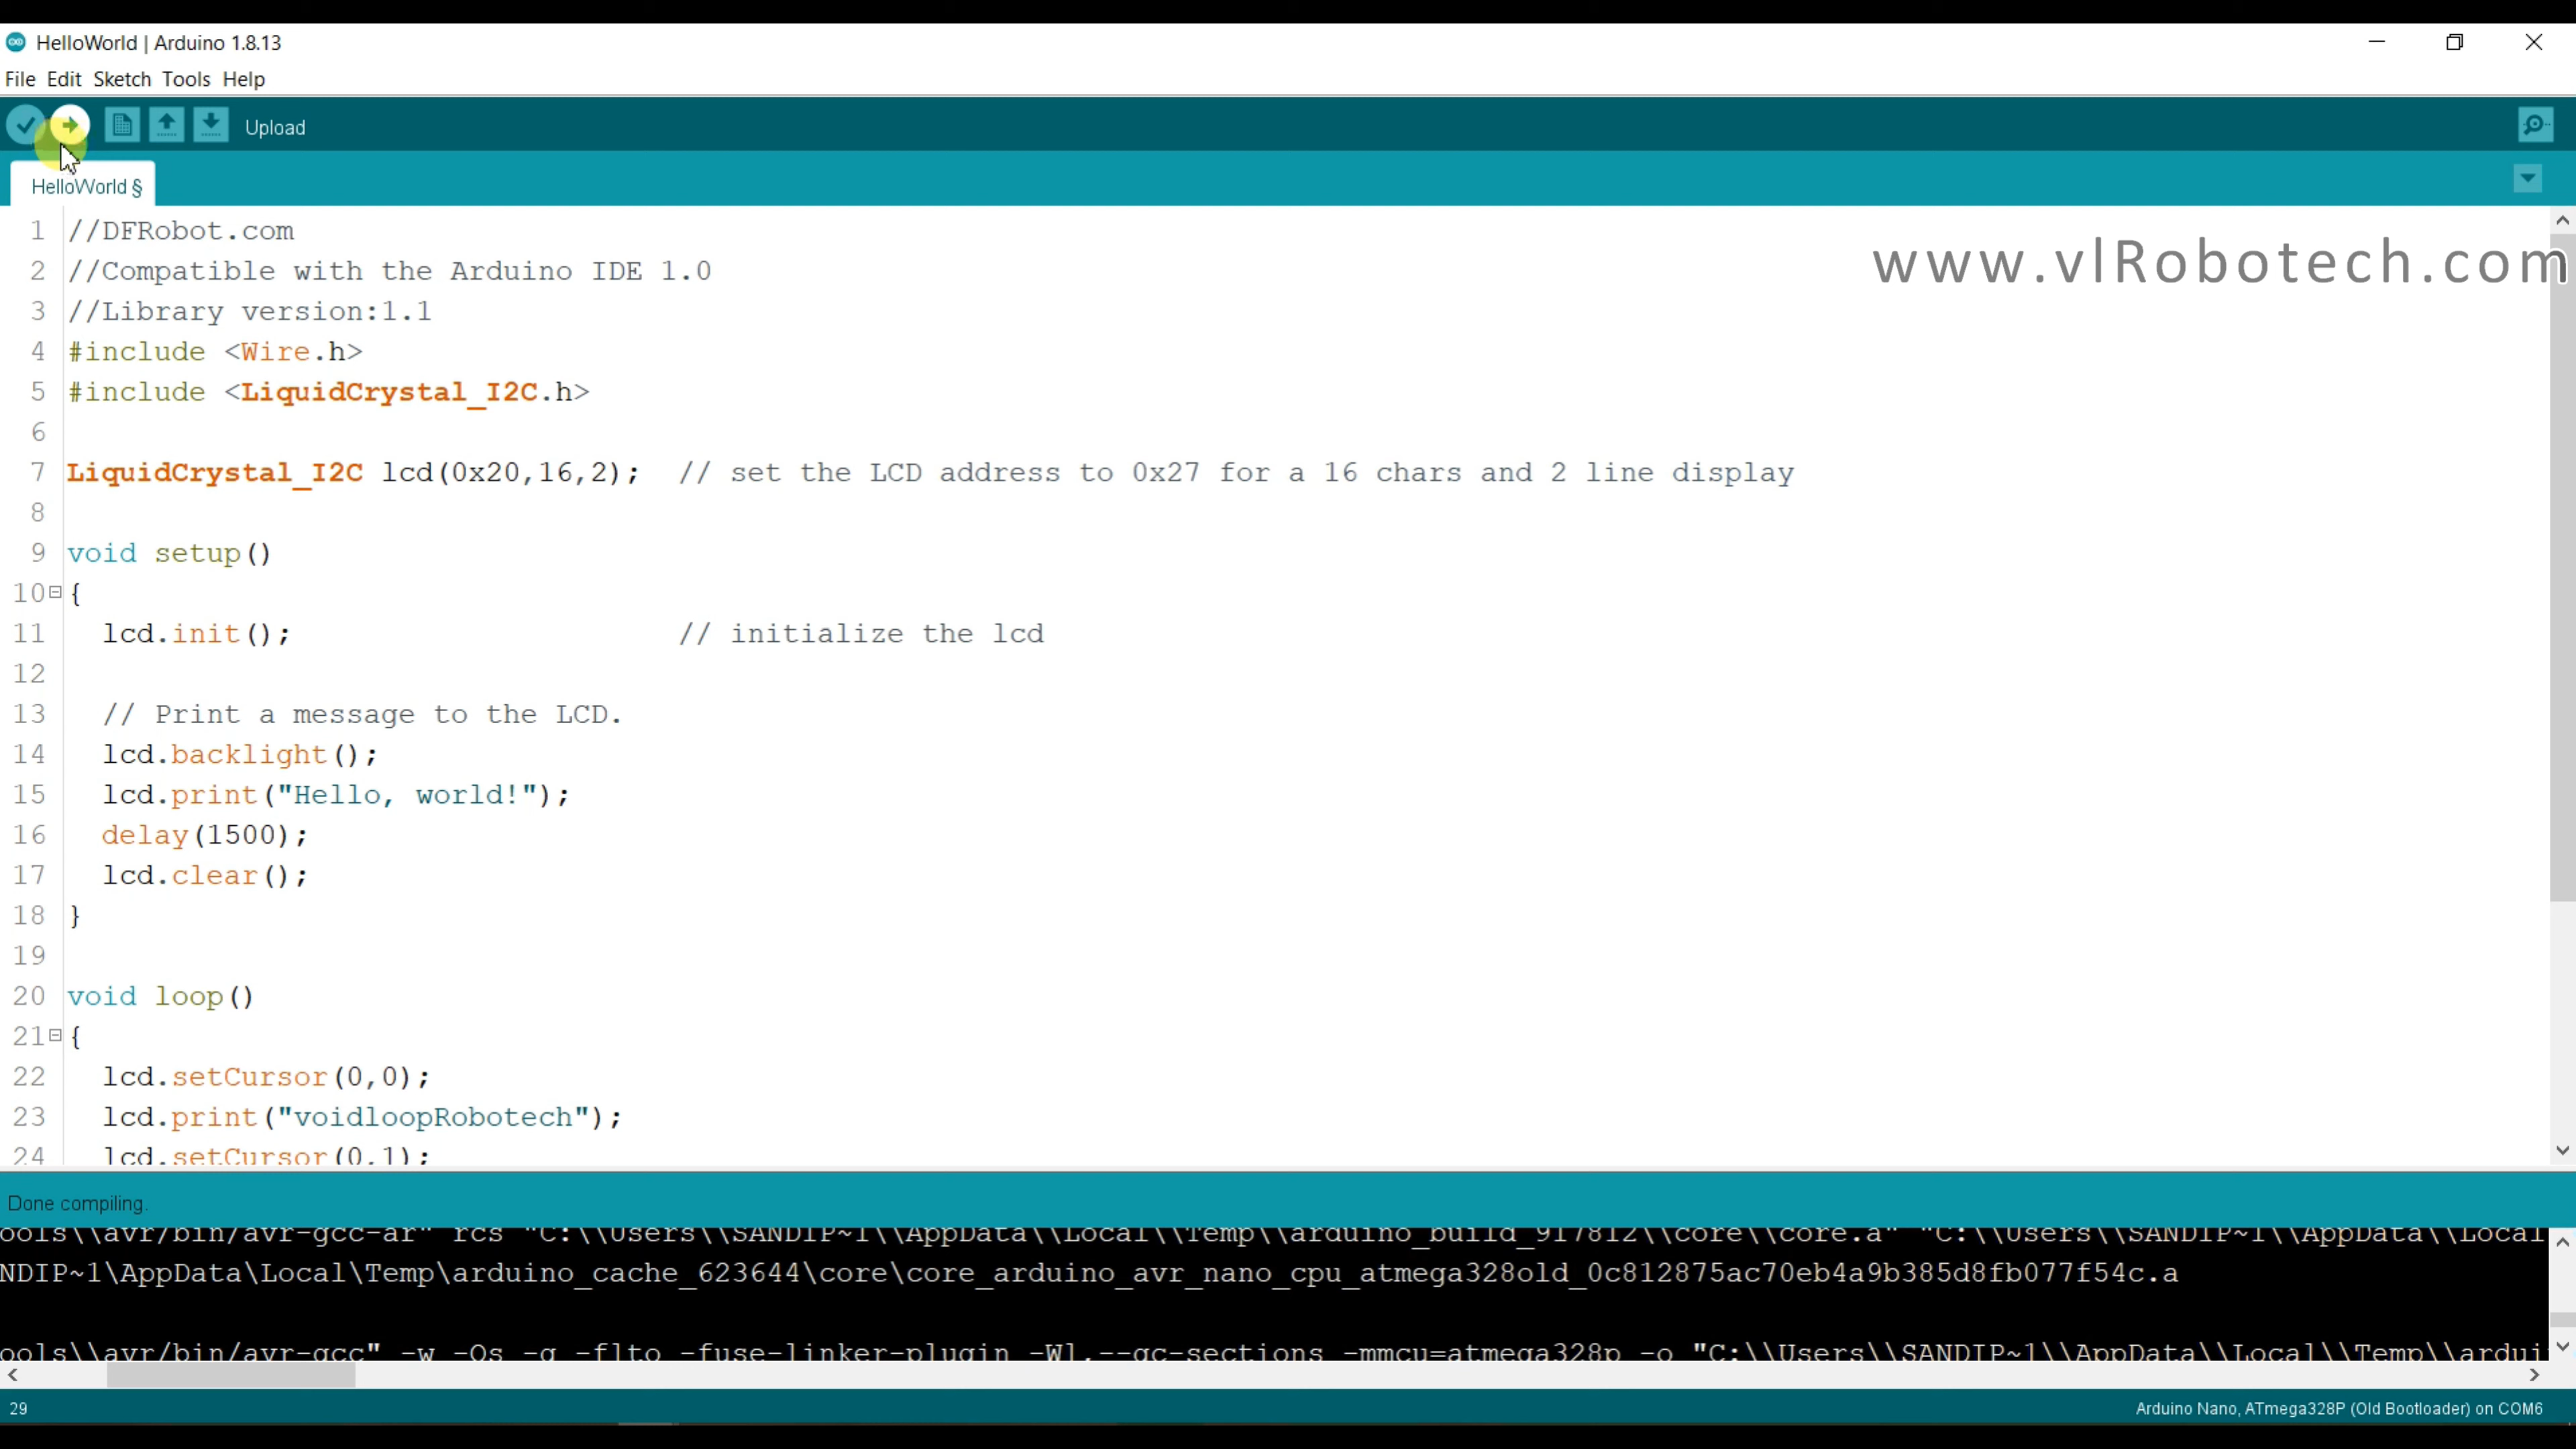 HelloWorld | Arduino 1.8.13
File Edit Sketch Tools Help
Upload
HelloWorld §
www.vlRobotech.com
1 //DFRobot.com
2 //Compatible with the Arduino IDE 1.0
3 //Library version:1.1
4 #include <Wire.h>
5 #include <LiquidCrystal_I2C.h>
6
7 LiquidCrystal_I2C lcd(0x20,16,2);  // set the LCD address to 0x27 for a 16 chars and 2 line display
8
9 void setup()
10 {
11   lcd.init();                      // initialize the lcd
12
13   // Print a message to the LCD.
14   lcd.backlight();
15   lcd.print("Hello, world!");
16   delay(1500);
17   lcd.clear();
18 }
19
20 void loop()
21 {
22   lcd.setCursor(0,0);
23   lcd.print("voidloopRobotech");
24   lcd.setCursor(0,1);
Done compiling.
ools\\avr/bin/avr-gcc-ar" rcs "C:\\Users\\SANDIP~1\\AppData\\Local\\Temp\\arduino_build_917812\\core\\core.a" "C:\\Users\\SANDIP~1\\AppData\\Local
NDIP~1\AppData\Local\Temp\arduino_cache_623644\core\core_arduino_avr_nano_cpu_atmega328old_0c812875ac70eb4a9b385d8fb077f54c.a
ools\\avr/bin/avr-gcc" -w -Os -g -flto -fuse-linker-plugin -Wl,--gc-sections -mmcu=atmega328p -o "C:\\Users\\SANDIP~1\\AppData\\Local\\Temp\\ardui
29
Arduino Nano, ATmega328P (Old Bootloader) on COM6